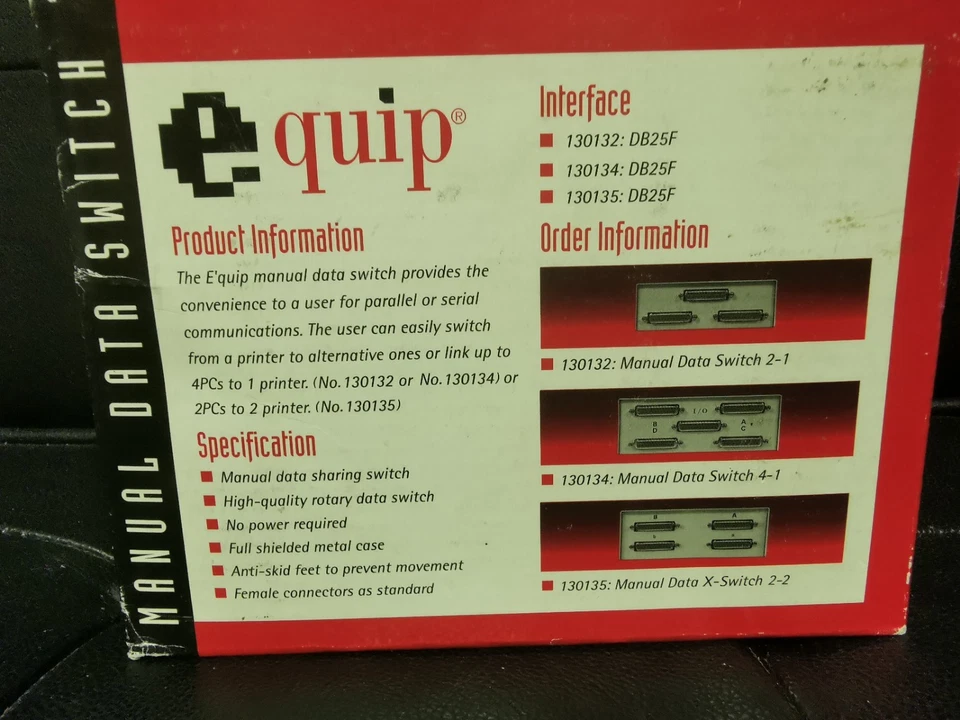 MANUAL DATA SWITCH
equip®
Product Information
The E'quip manual data switch provides the
convenience to a user for parallel or serial
communications. The user can easily switch
from a printer to alternative ones or link up to
4PCs to 1 printer. (No.130132 or No.130134) or
2PCs to 2 printer. (No.130135)
Specification
Manual data sharing switch
High-quality rotary data switch
No power required
Full shielded metal case
Anti-skid feet to prevent movement
Female connectors as standard
Interface
130132: DB25F
130134: DB25F
130135: DB25F
Order Information
130132: Manual Data Switch 2-1
I/O
B
D
A
C
130134: Manual Data Switch 4-1
B
A
130135: Manual Data X-Switch 2-2